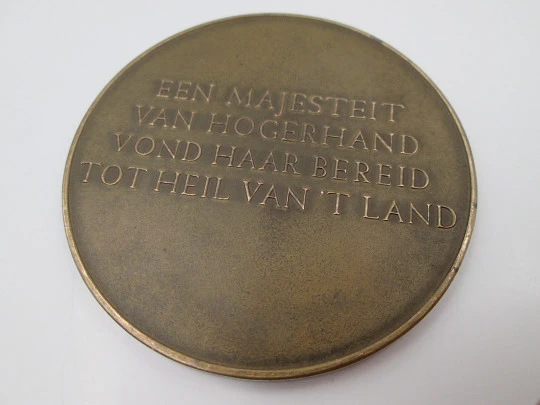 EEN MAJESTEIT
VAN HOGERHAND
VOND HAAR BEREID
TOT HEIL VAN 'T LAND